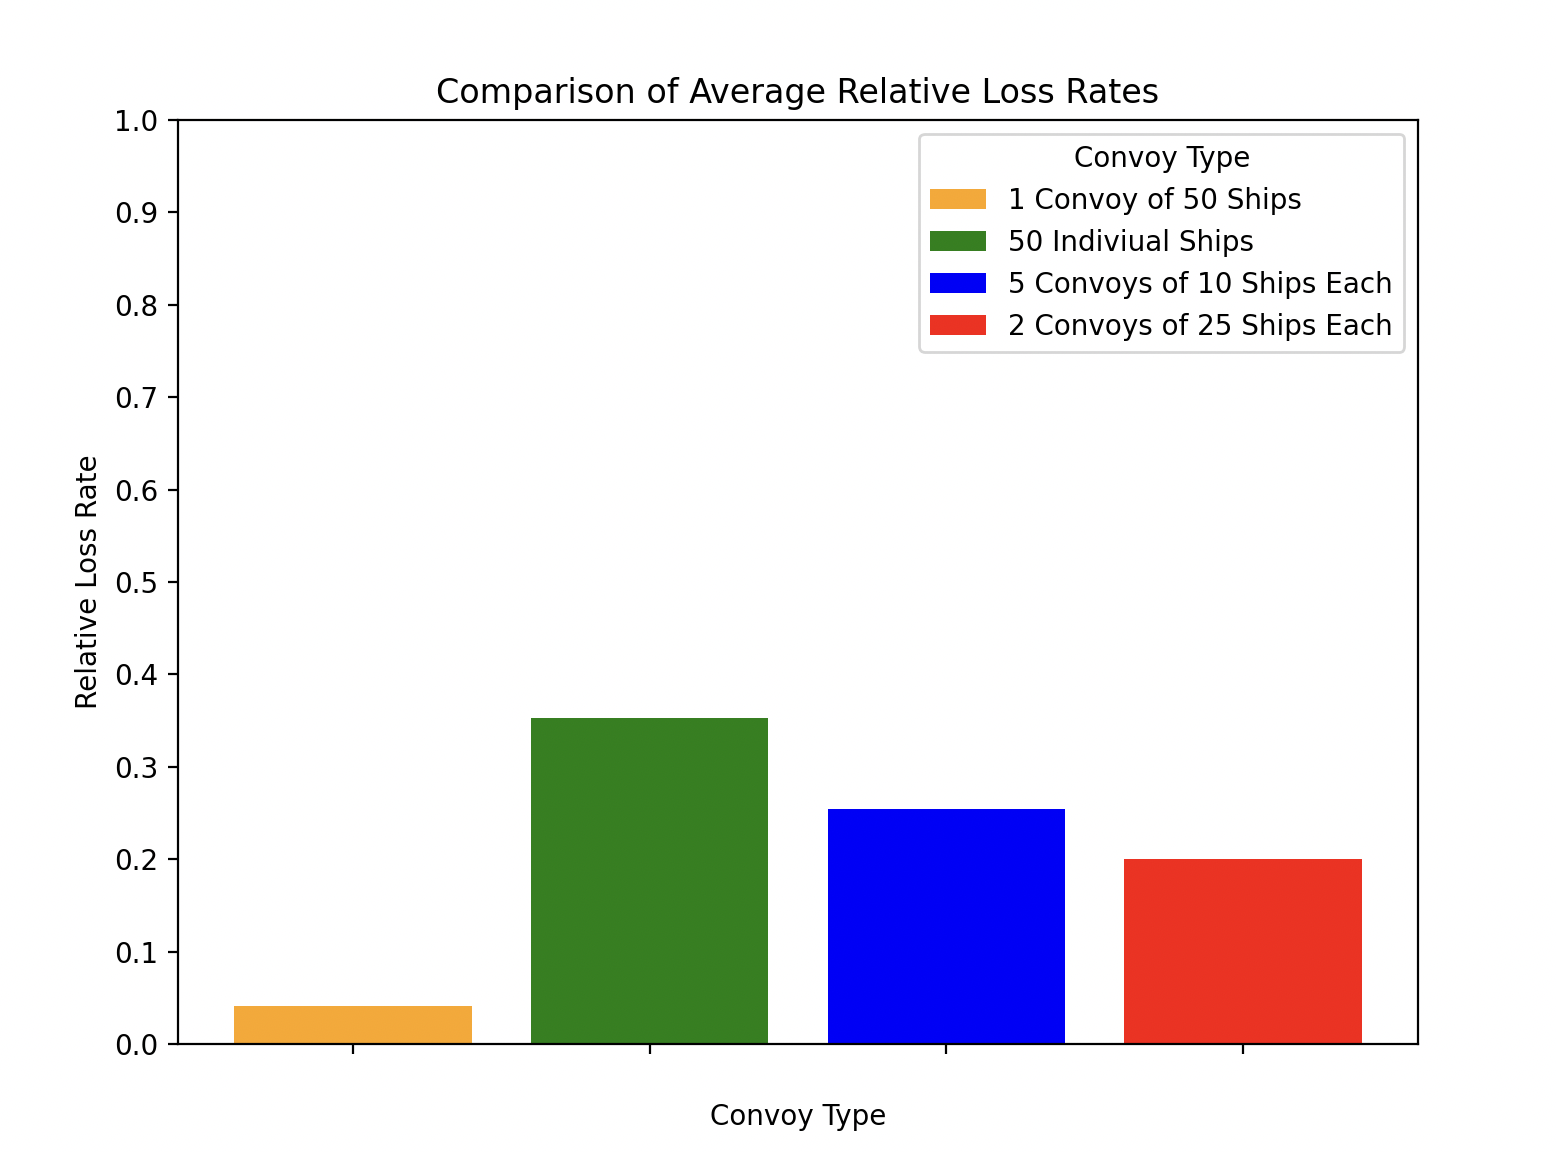 Comparison of Average Relative Loss Rates
1.0
0.9
0.8
0.7
0.6
0.5
0.4
0.3
0.2
0.1
0.0
Relative Loss Rate
Convoy Type
1 Convoy of 50 Ships
50 Indiviual Ships
5 Convoys of 10 Ships Each
2 Convoys of 25 Ships Each
Convoy Type